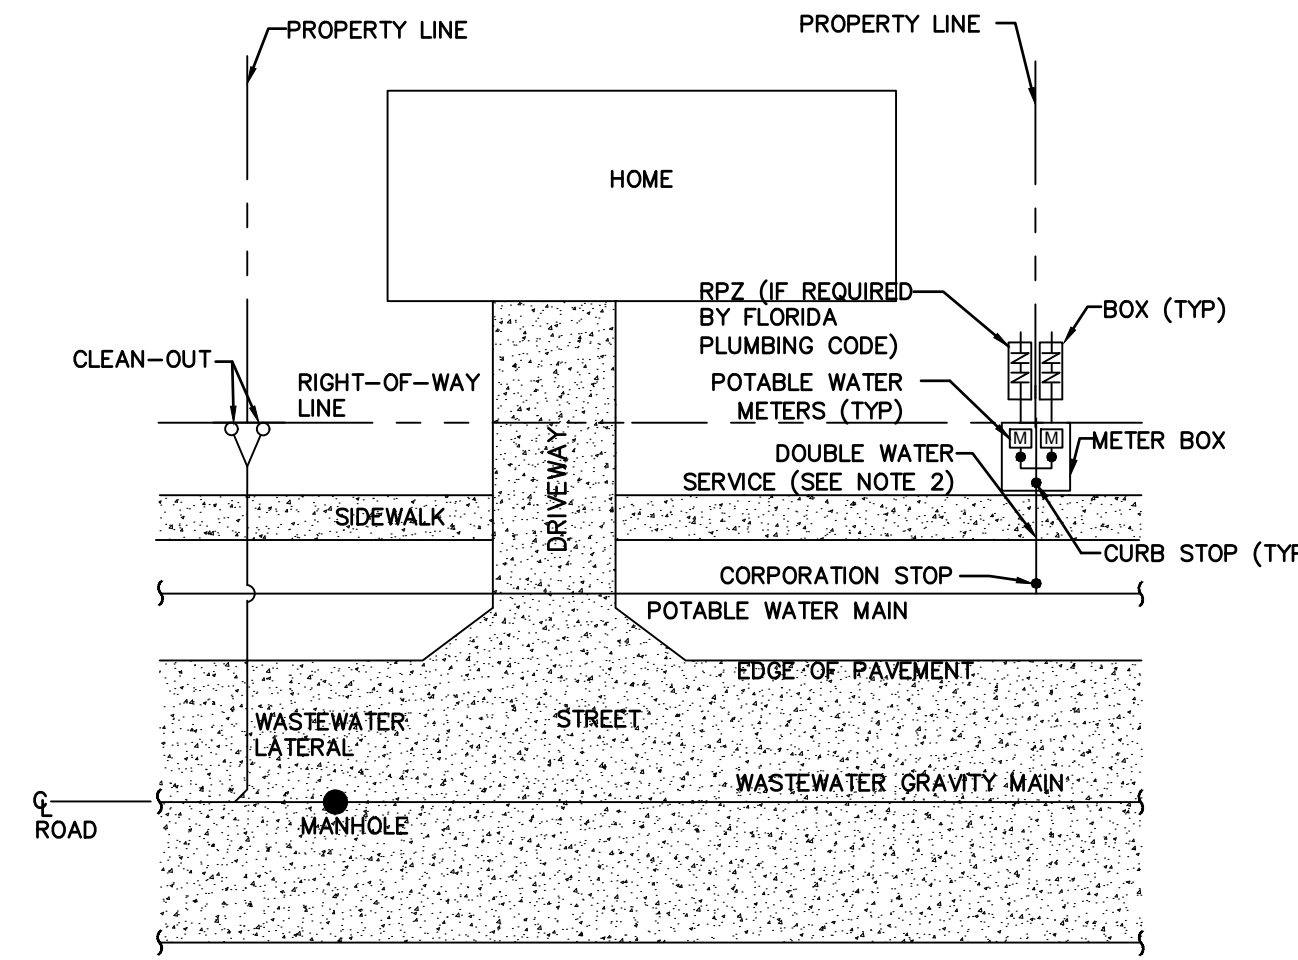 PROPERTY LINE
PROPERTY LINE
HOME
RPZ (IF REQUIRED
BY FLORIDA
PLUMBING CODE)
BOX (TYP)
CLEAN-OUT
RIGHT-OF-WAY
LINE
POTABLE WATER
METERS (TYP)
M
M
METER BOX
DOUBLE WATER
SERVICE (SEE NOTE 2)
DRIVEWAY
SIDEWALK
CURB STOP (TYP
CORPORATION STOP
POTABLE WATER MAIN
EDGE OF PAVEMENT
WASTEWATER
LATERAL
STREET
WASTEWATER GRAVITY MAIN
CL
ROAD
MANHOLE